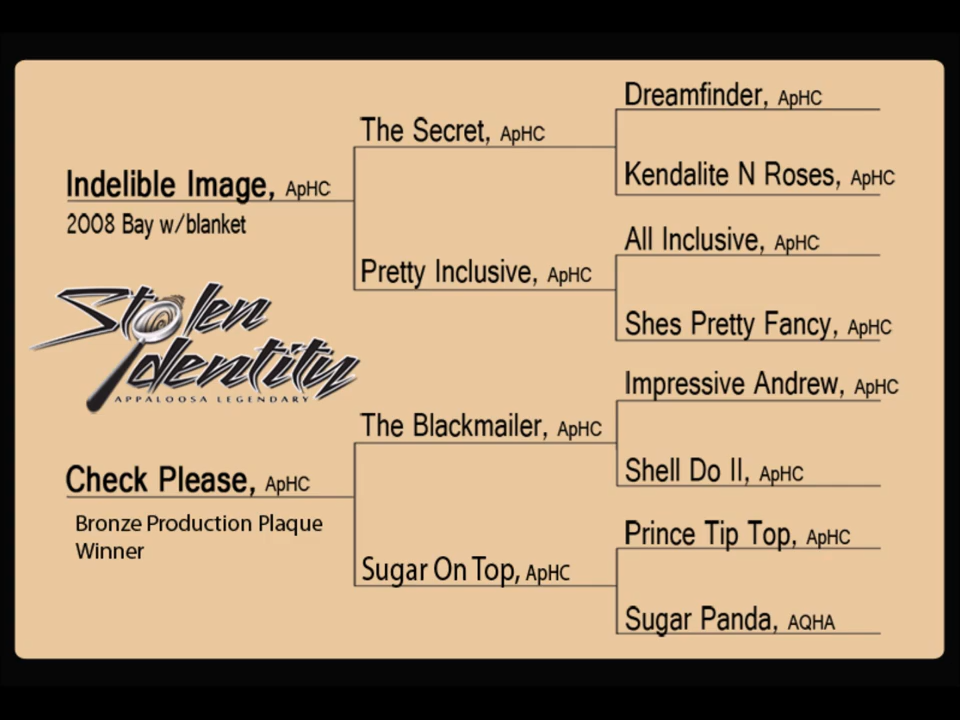 Dreamfinder, ApHC
The Secret, ApHC
Kendalite N Roses, ApHC
Indelible Image, ApHC
2008 Bay w/blanket
All Inclusive, ApHC
Pretty Inclusive, ApHC
Shes Pretty Fancy, ApHC
Stolen
Identity
APPALOOSA LEGENDARY
Impressive Andrew, ApHC
The Blackmailer, ApHC
Shell Do II, ApHC
Check Please, ApHC
Bronze Production Plaque
Winner
Prince Tip Top, ApHC
Sugar On Top, ApHC
Sugar Panda, AQHA